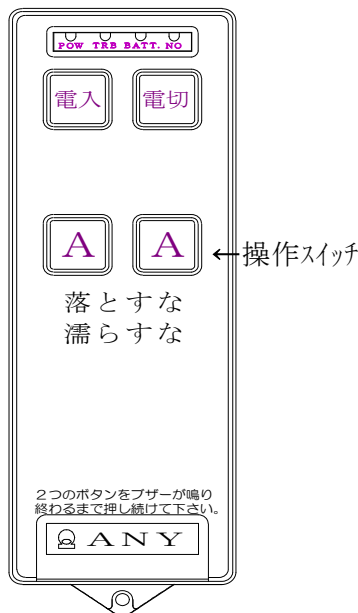 POW TRB BATT. NO
電入 電切
A A ←操作スイッチ
落とすな
濡らすな
2つのボタンをブザーが鳴り
終わるまで押し続けて下さい。
ANY